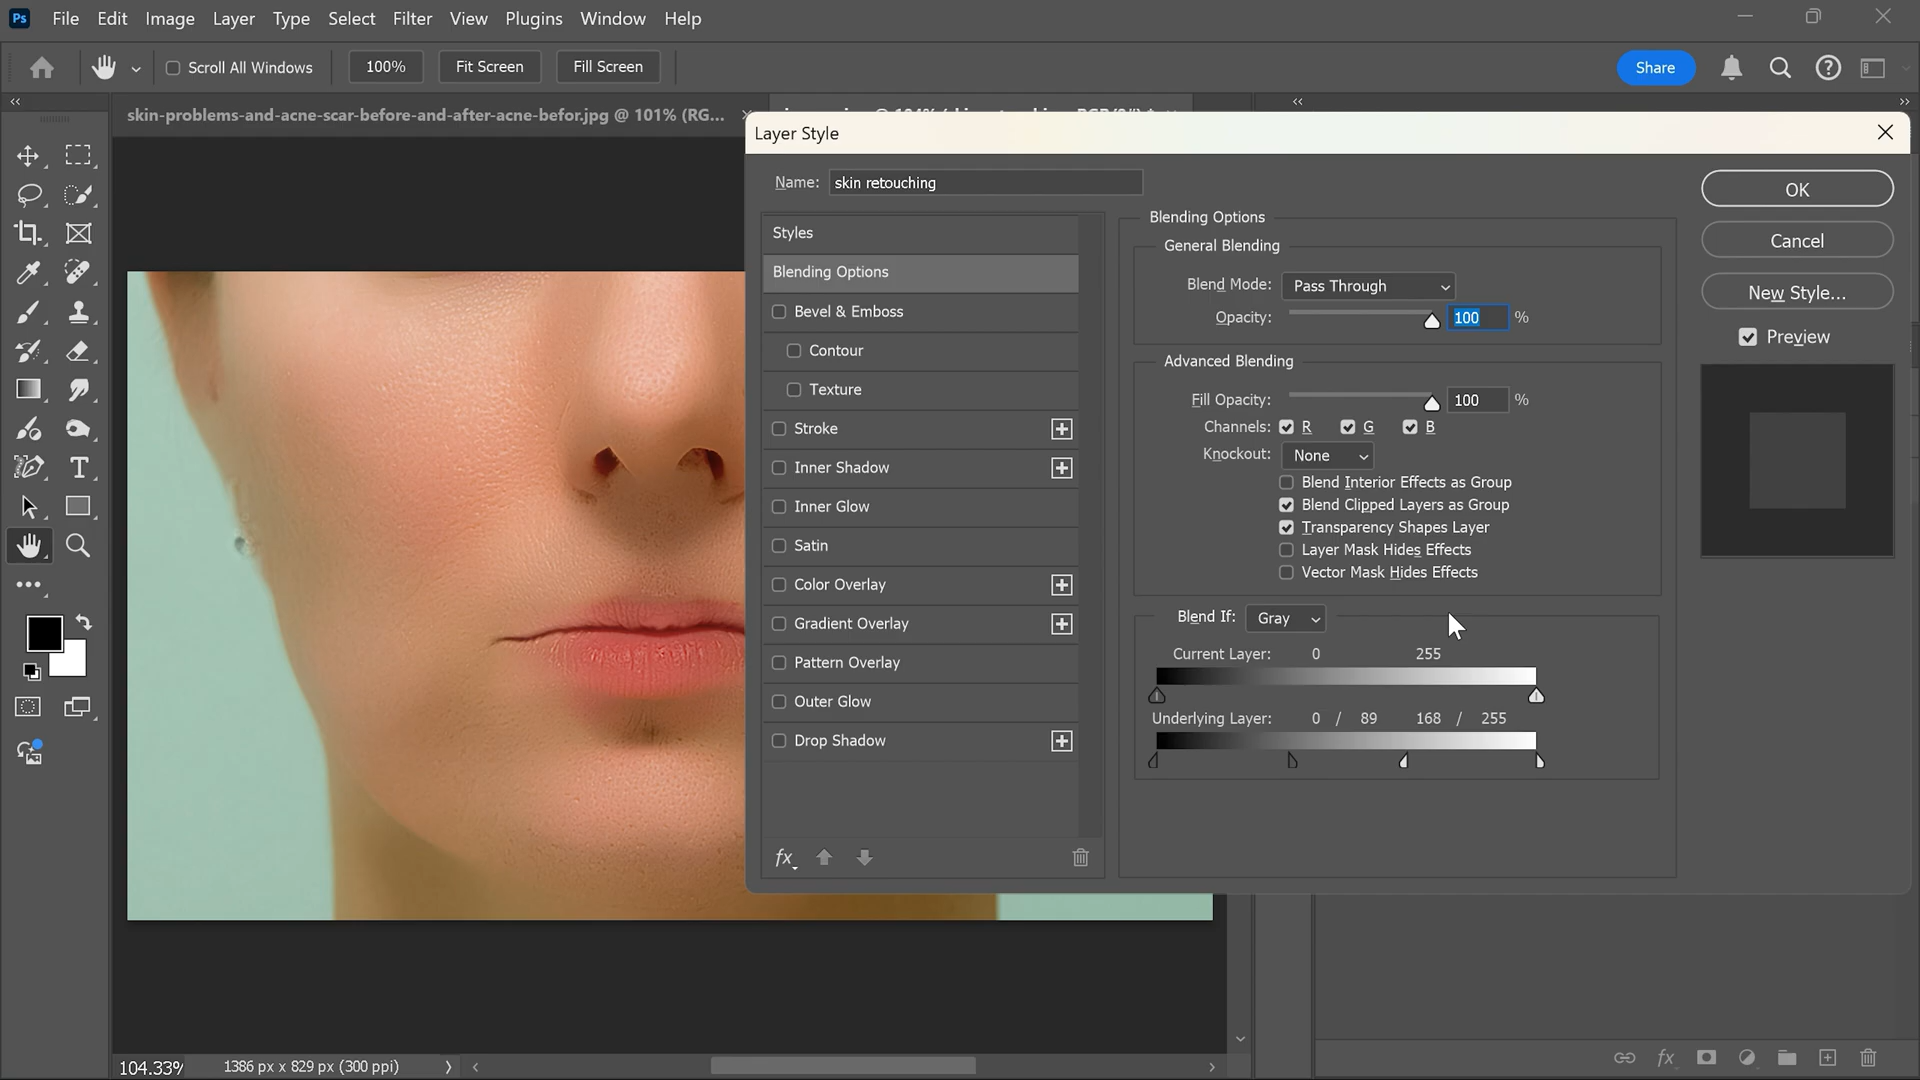 Ps File Edit Image Layer Type Select Filter View Plugins Window Help
Scroll All Windows 100% Fit Screen Fill Screen Share
skin-problems-and-acne-scar-before-and-after-acne-befor.jpg @ 101% (RG...
Layer Style
Name: skin retouching
Styles
Blending Options
Bevel & Emboss
Contour
Texture
Stroke
Inner Shadow
Inner Glow
Satin
Color Overlay
Gradient Overlay
Pattern Overlay
Outer Glow
Drop Shadow
fx
Blending Options
General Blending
Blend Mode: Pass Through
Opacity: 100 %
Advanced Blending
Fill Opacity: 100 %
Channels: R G B
Knockout: None
Blend Interior Effects as Group
Blend Clipped Layers as Group
Transparency Shapes Layer
Layer Mask Hides Effects
Vector Mask Hides Effects
Blend If: Gray
Current Layer: 0 255
Underlying Layer: 0 / 89 168 / 255
OK
Cancel
New Style...
Preview
104.33% 1386 px x 829 px (300 ppi)
fx